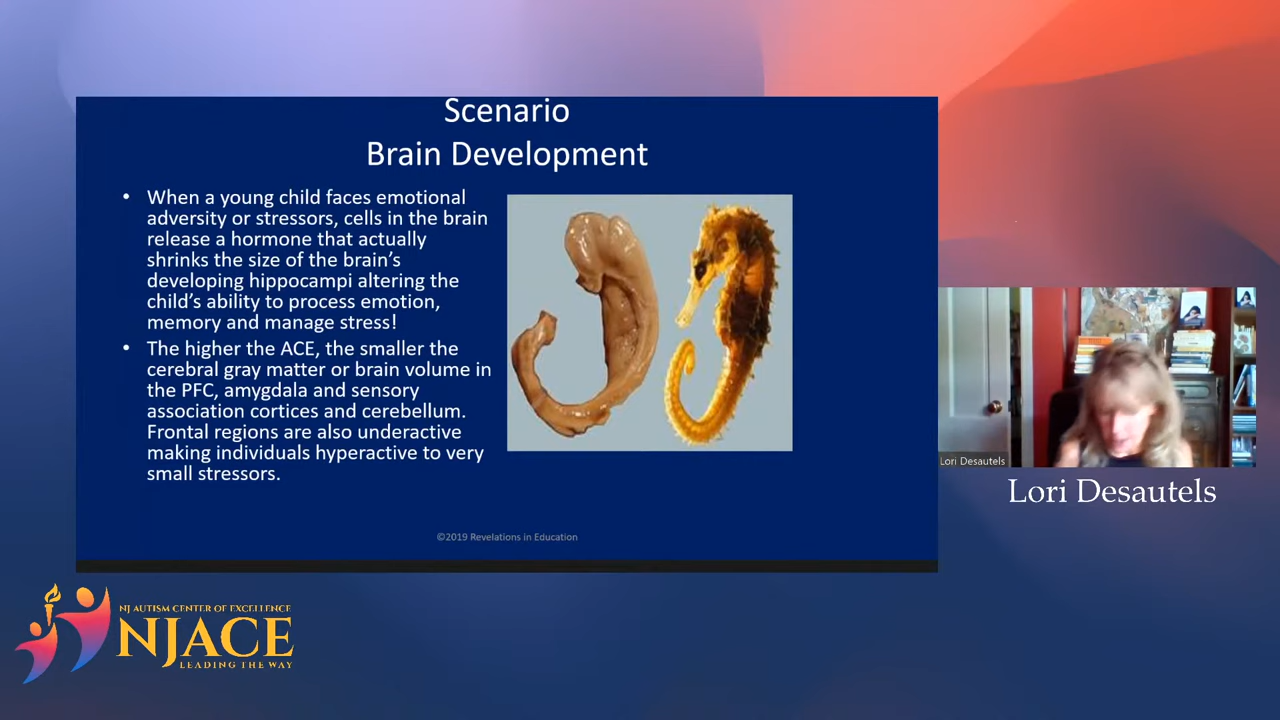 Scenario
Brain Development
• When a young child faces emotional
adversity or stressors, cells in the brain
release a hormone that actually
shrinks the size of the brain's
developing hippocampi altering the
child's ability to process emotion,
memory and manage stress!
• The higher the ACE, the smaller the
cerebral gray matter or brain volume in
the PFC, amygdala and sensory
association cortices and cerebellum.
Frontal regions are also underactive
making individuals hyperactive to very
small stressors.
©2019 Revelations in Education
Lori Desautels
Lori Desautels
NJ AUTISM CENTER OF EXCELLENCE
NJACE
LEADING THE WAY